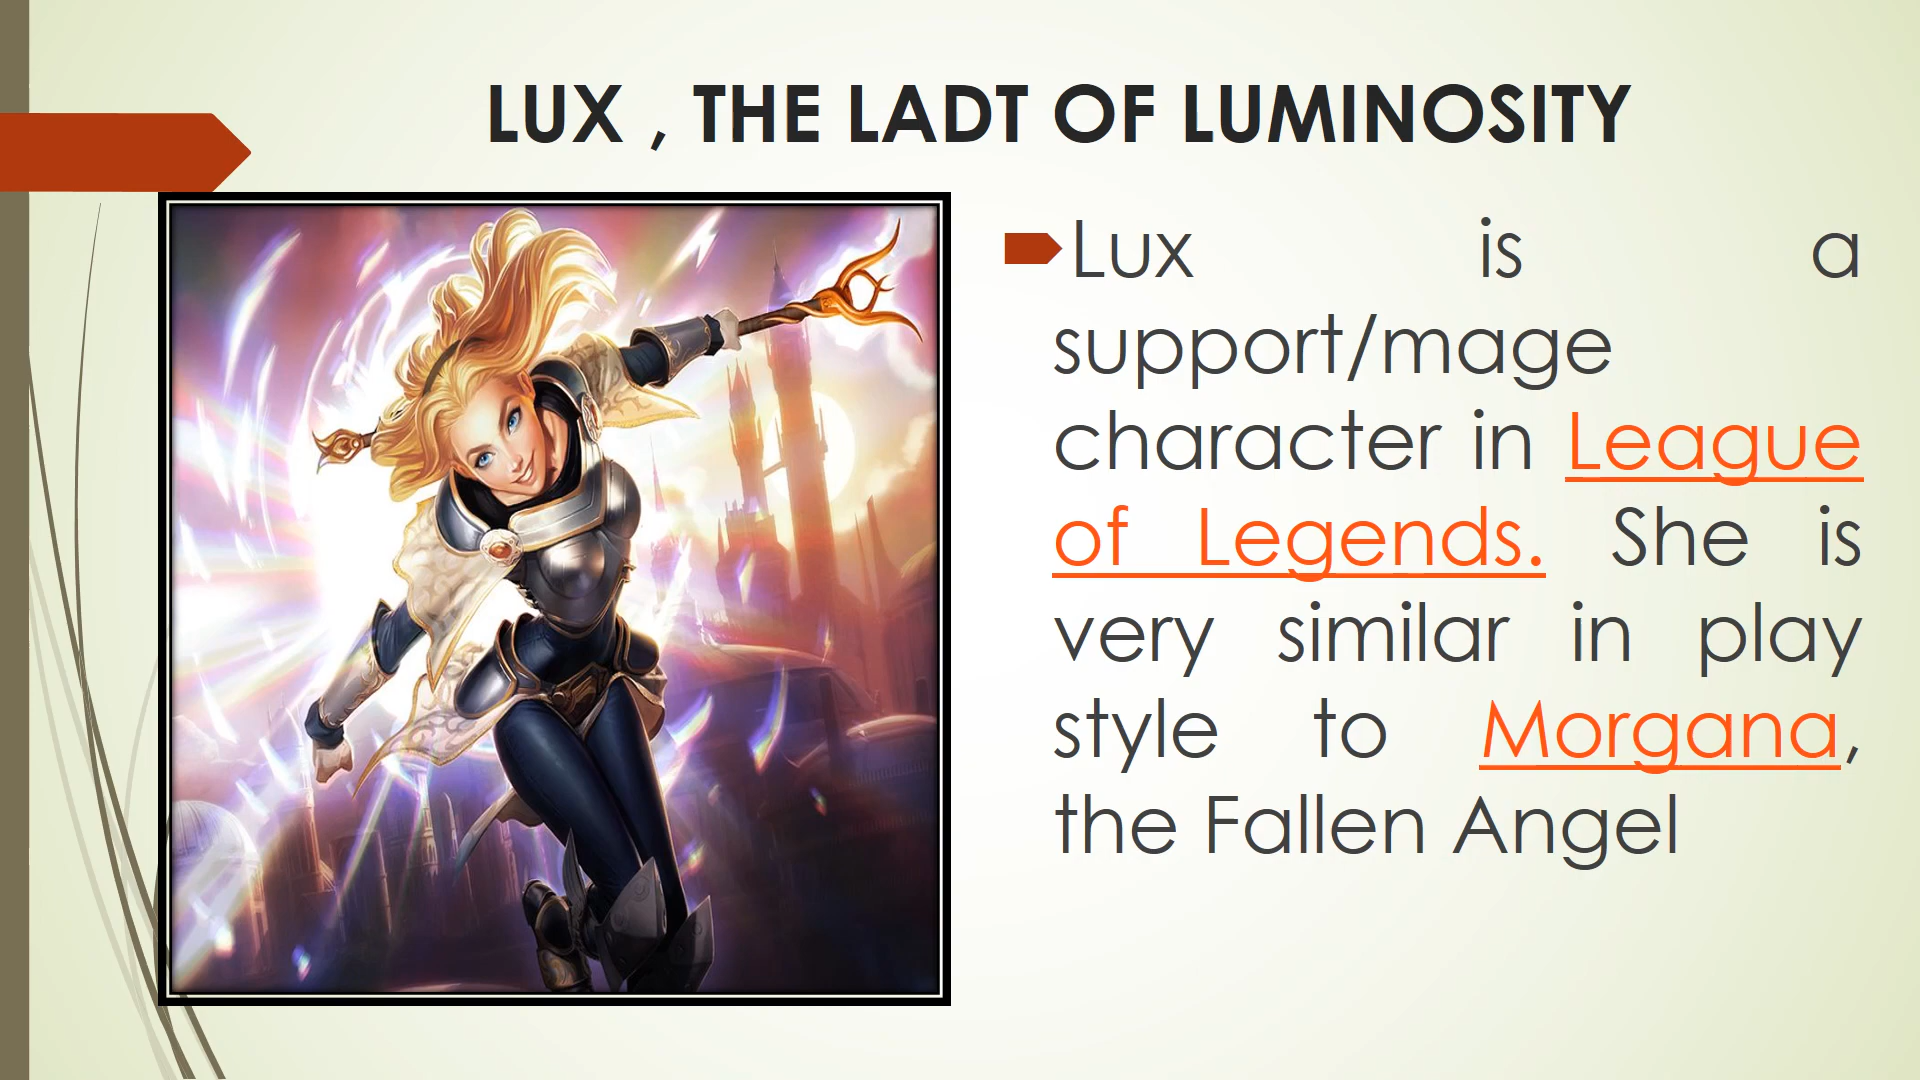 LUX , THE LADT OF LUMINOSITY
Lux is a
support/mage
character in League
of Legends. She is
very similar in play
style to Morgana,
the Fallen Angel